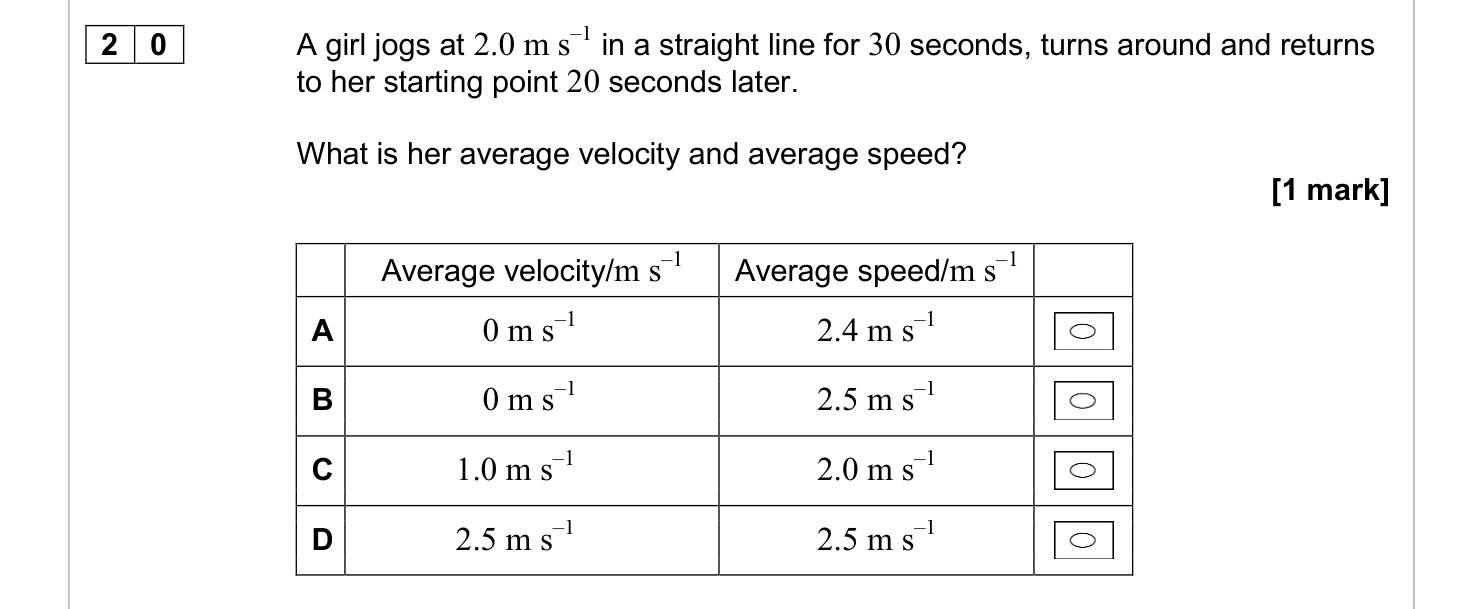 2 0
A girl jogs at 2.0 m s⁻¹ in a straight line for 30 seconds, turns around and returns
to her starting point 20 seconds later.
What is her average velocity and average speed?
[1 mark]
Average velocity/m s⁻¹ Average speed/m s⁻¹
A 0 m s⁻¹ 2.4 m s⁻¹
B 0 m s⁻¹ 2.5 m s⁻¹
C 1.0 m s⁻¹ 2.0 m s⁻¹
D 2.5 m s⁻¹ 2.5 m s⁻¹